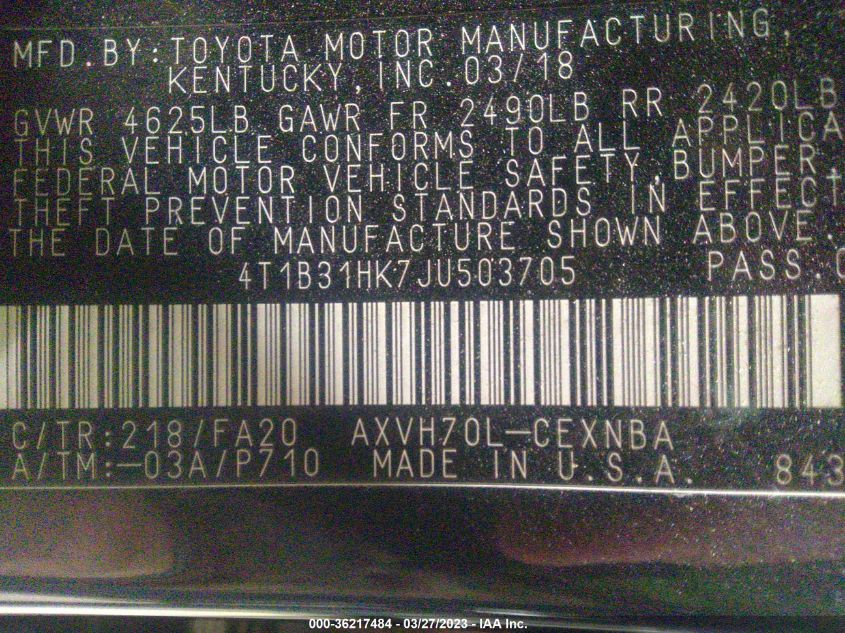 MFD.BY:TOYOTA MOTOR MANUFACTURING,
KENTUCKY,INC.03/18
GVWR 4625LB GAWR FR 2490LB RR 2420LB
THIS VEHICLE CONFORMS TO ALL APPLICA
FEDERAL MOTOR VEHICLE SAFETY,BUMPER,
THEFT PREVENTION STANDARDS IN EFFECT
THE DATE OF MANUFACTURE SHOWN ABOVE.
4T1B31HK7JU503705 PASS.C
C/TR:218/FA20 AXVH70L-CEXNBA
A/TM:-03A/P710 MADE IN U.S.A. 843
000-36217484 - 03/27/2023 - IAA Inc.